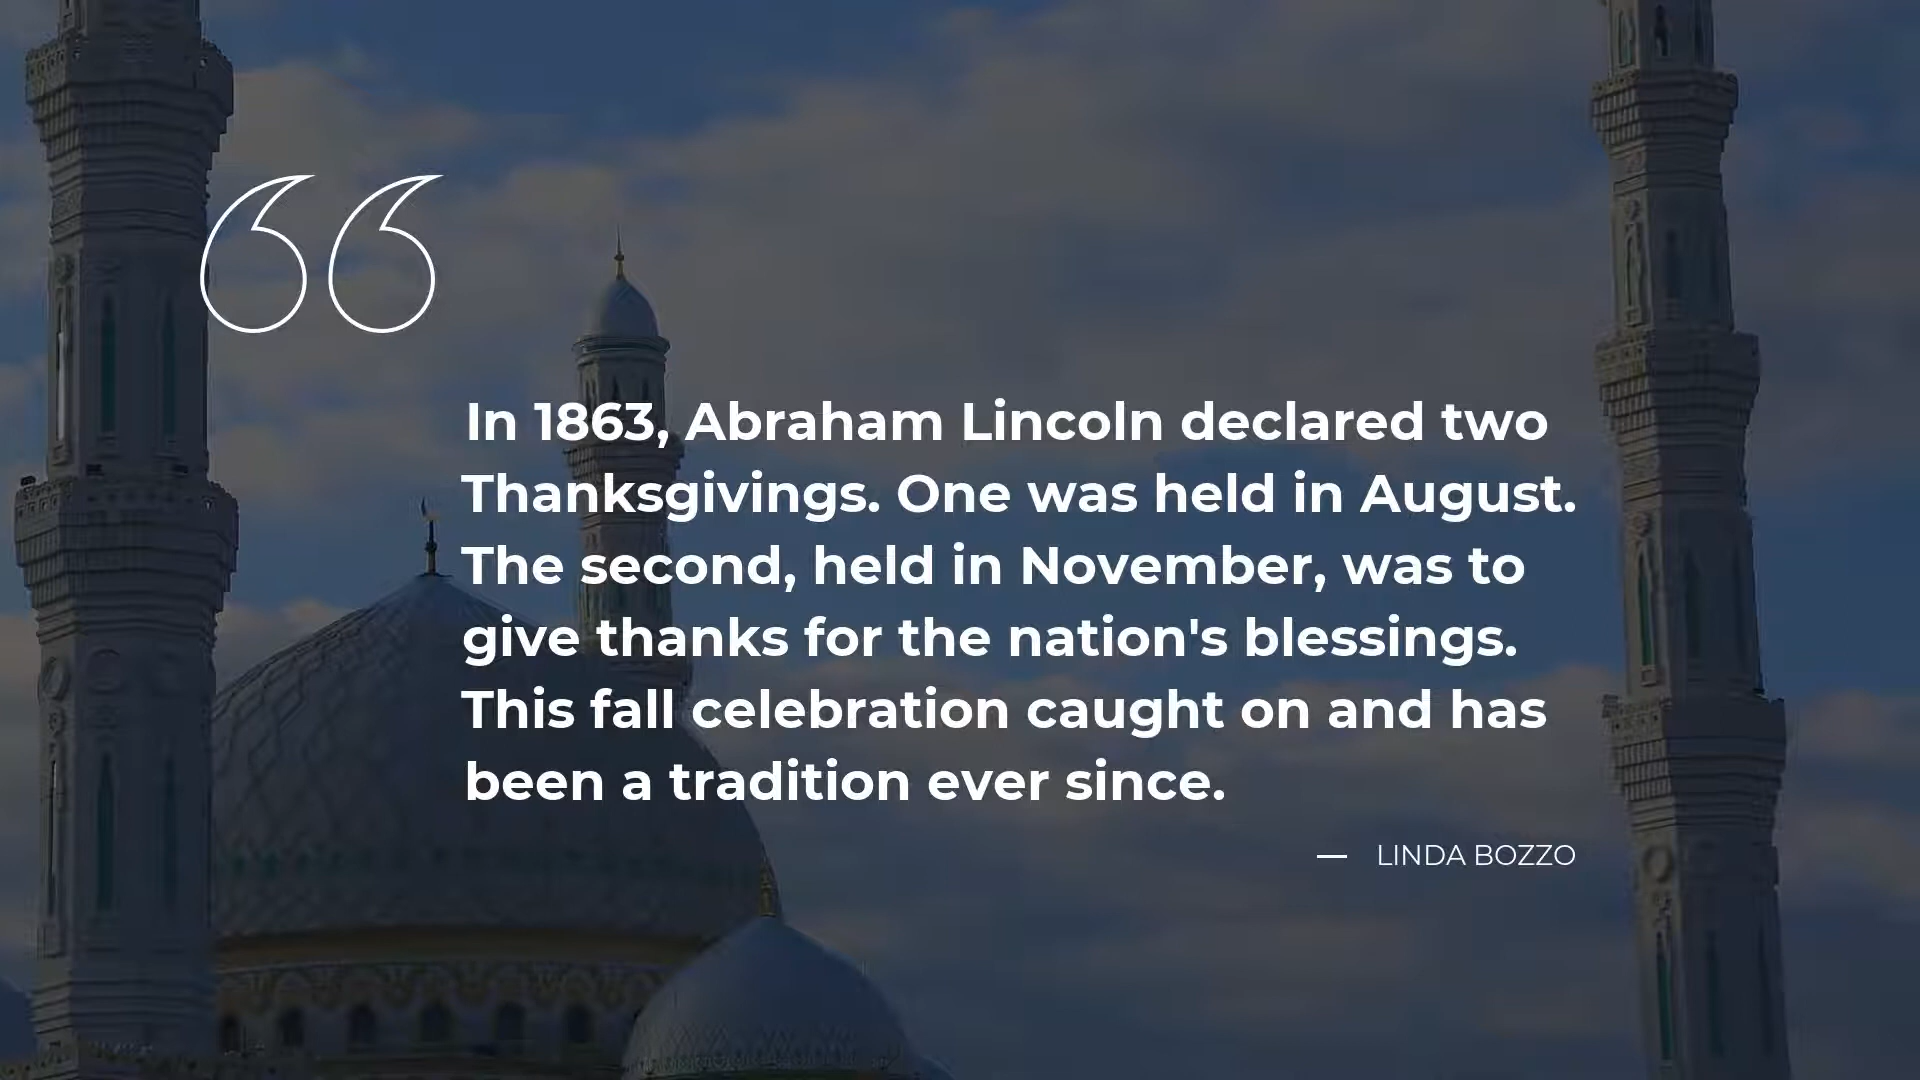 “
In 1863, Abraham Lincoln declared two
Thanksgivings. One was held in August.
The second, held in November, was to
give thanks for the nation's blessings.
This fall celebration caught on and has
been a tradition ever since.
— LINDA BOZZO